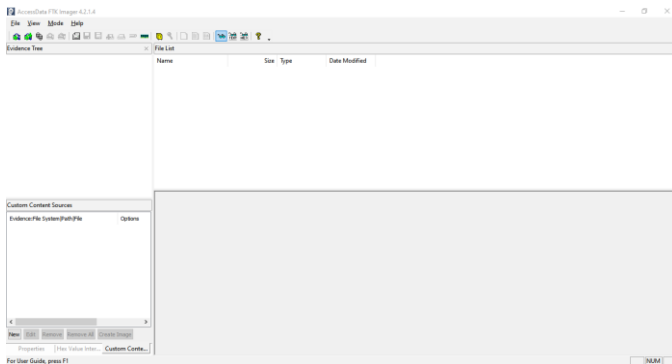 AccessData FTK Imager 4.2.1.4
File View Mode Help
Evidence Tree
File List
Name Size Type Date Modified
Custom Content Sources
Evidence:File System|Path|File Options
New Edit Remove Remove All Create Image
Properties Hex Value Inter... Custom Conte...
For User Guide, press F1
NUM